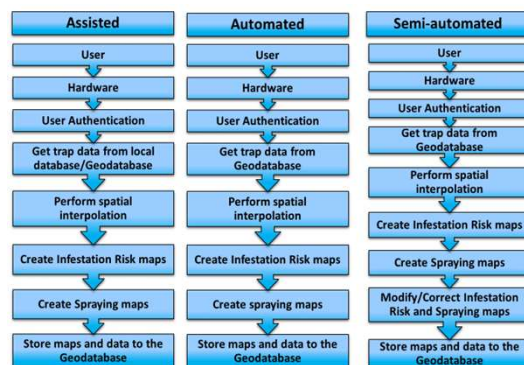 Assisted
User
Hardware
User Authentication
Get trap data from local
database/Geodatabase
Perform spatial
interpolation
Create Infestation Risk maps
Create Spraying maps
Store maps and data to the
Geodatabase
Automated
User
Hardware
User Authentication
Get trap data from
Geodatabase
Perform spatial
interpolation
Create Infestation Risk maps
Create spraying maps
Store maps and data to the
Geodatabase
Semi-automated
User
Hardware
User Authentication
Get trap data from
Geodatabase
Perform spatial
interpolation
Create Infestation Risk maps
Create Spraying maps
Modify/Correct Infestation
Risk and Spraying maps
Store maps and data to the
Geodatabase